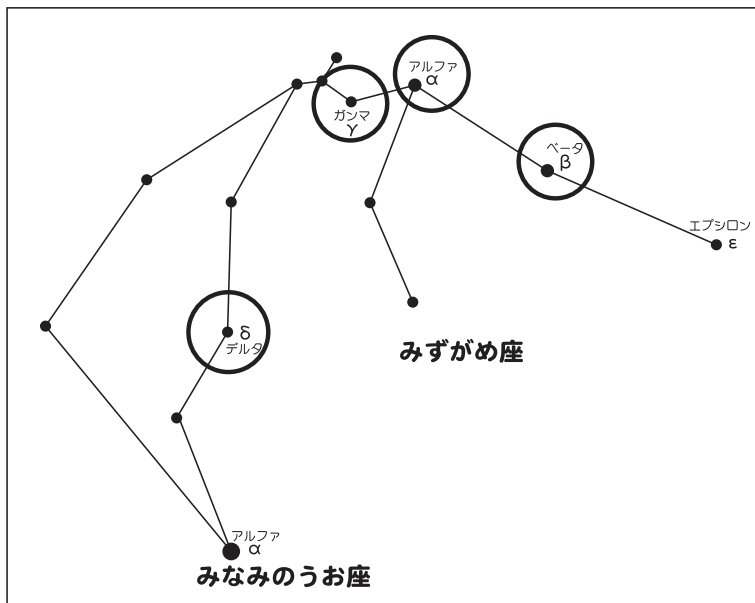 アルファ
α
ガンマ
γ
ベータ
β
エプシロン
ε
δ
デルタ
みずがめ座
アルファ
α
みなみのうお座